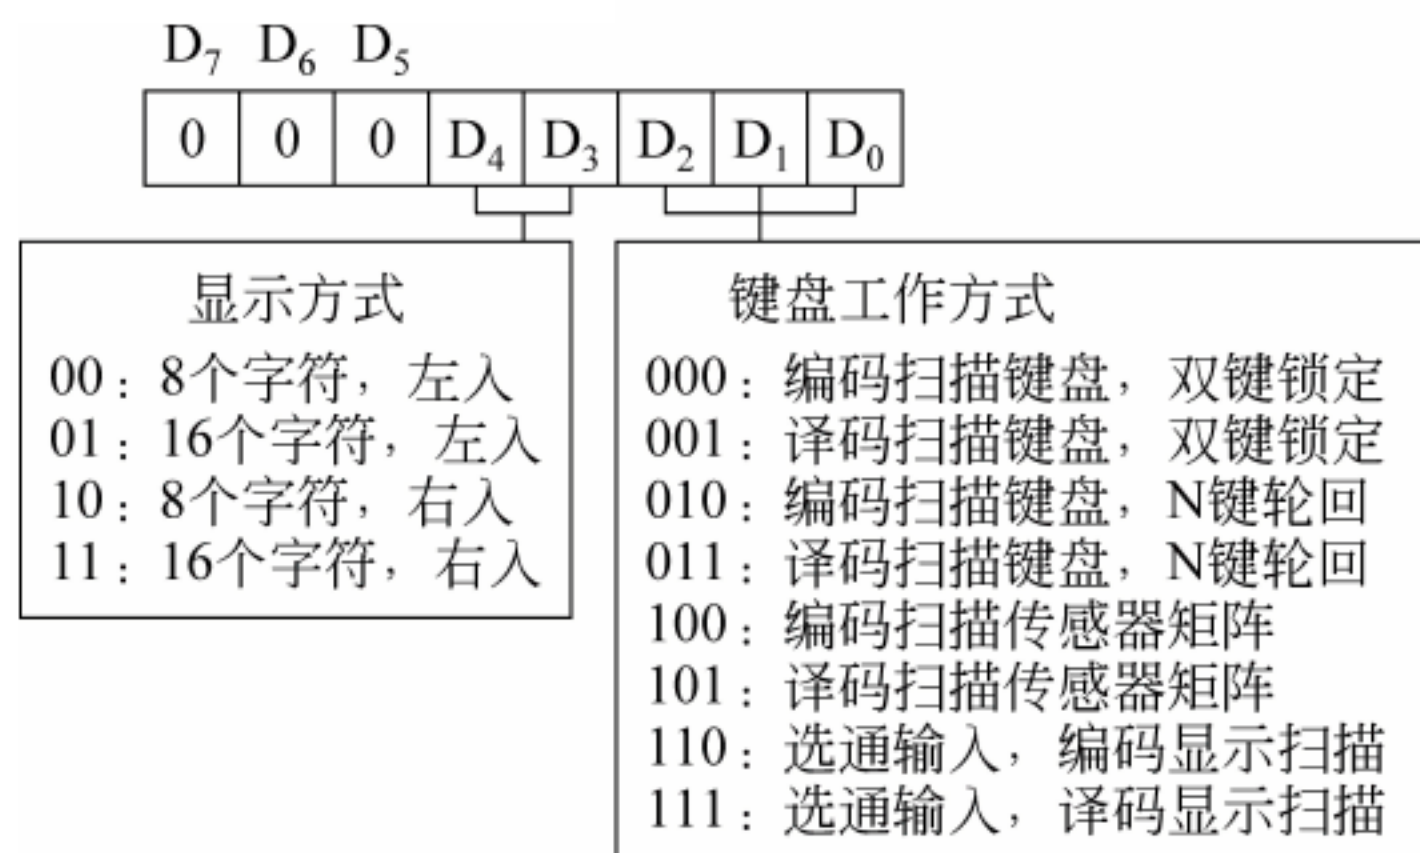 D₇ D₆ D₅
0 0 0 D₄ D₃ D₂ D₁ D₀
显示方式
00：8个字符，左入
01：16个字符，左入
10：8个字符，右入
11：16个字符，右入
键盘工作方式
000：编码扫描键盘，双键锁定
001：译码扫描键盘，双键锁定
010：编码扫描键盘，N键轮回
011：译码扫描键盘，N键轮回
100：编码扫描传感器矩阵
101：译码扫描传感器矩阵
110：选通输入，编码显示扫描
111：选通输入，译码显示扫描